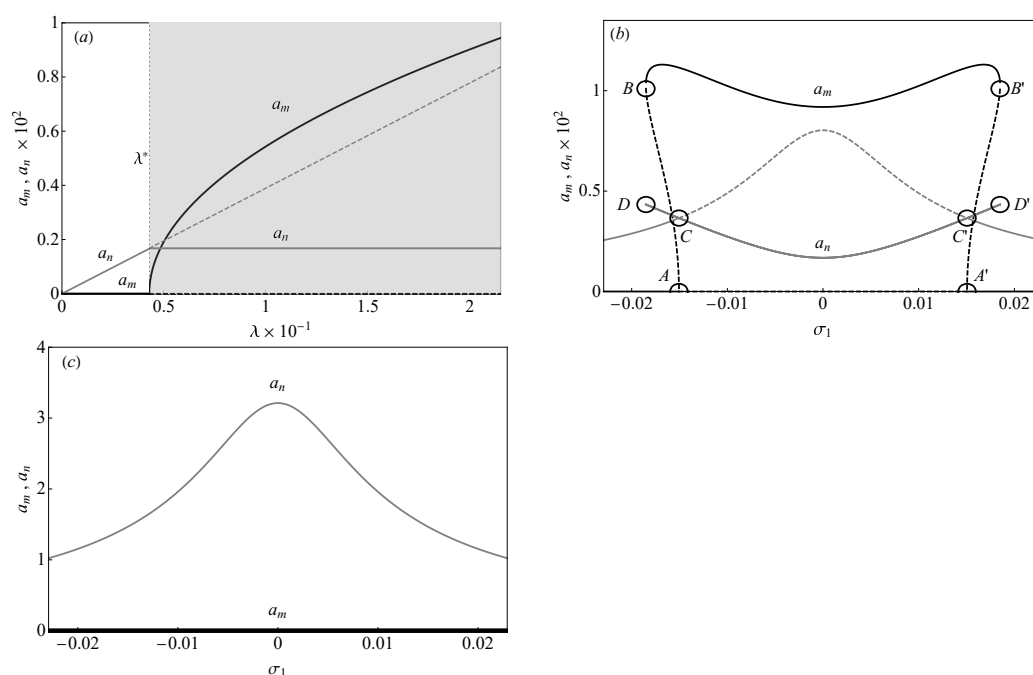 (a)
a_m , a_n × 10^2
1
0.8
0.6
0.4
0.2
0
λ*
a_m
a_n
a_n
a_m
0 0.5 1 1.5 2
λ × 10^{-1}
(b)
a_m , a_n × 10^2
1
0.5
0
B B'
a_m
D D'
C C'
a_n
A A'
−0.02 −0.01 0 0.01 0.02
σ_1
(c)
a_m , a_n
4
3
2
1
0
a_n
a_m
−0.02 −0.01 0 0.01 0.02
σ_1